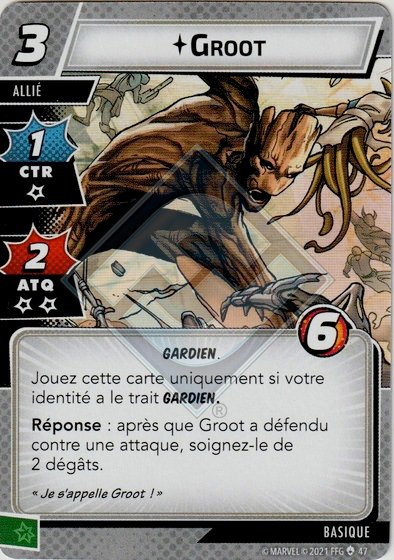 3
Groot
ALLIÉ
1
CTR
2
ATQ
6
GARDIEN.
Jouez cette carte uniquement si votre
identité a le trait GARDIEN.
Réponse : après que Groot a défendu
contre une attaque, soignez-le de
2 dégâts.
« Je s'appelle Groot ! »
BASIQUE
© MARVEL © 2021 FFG 47